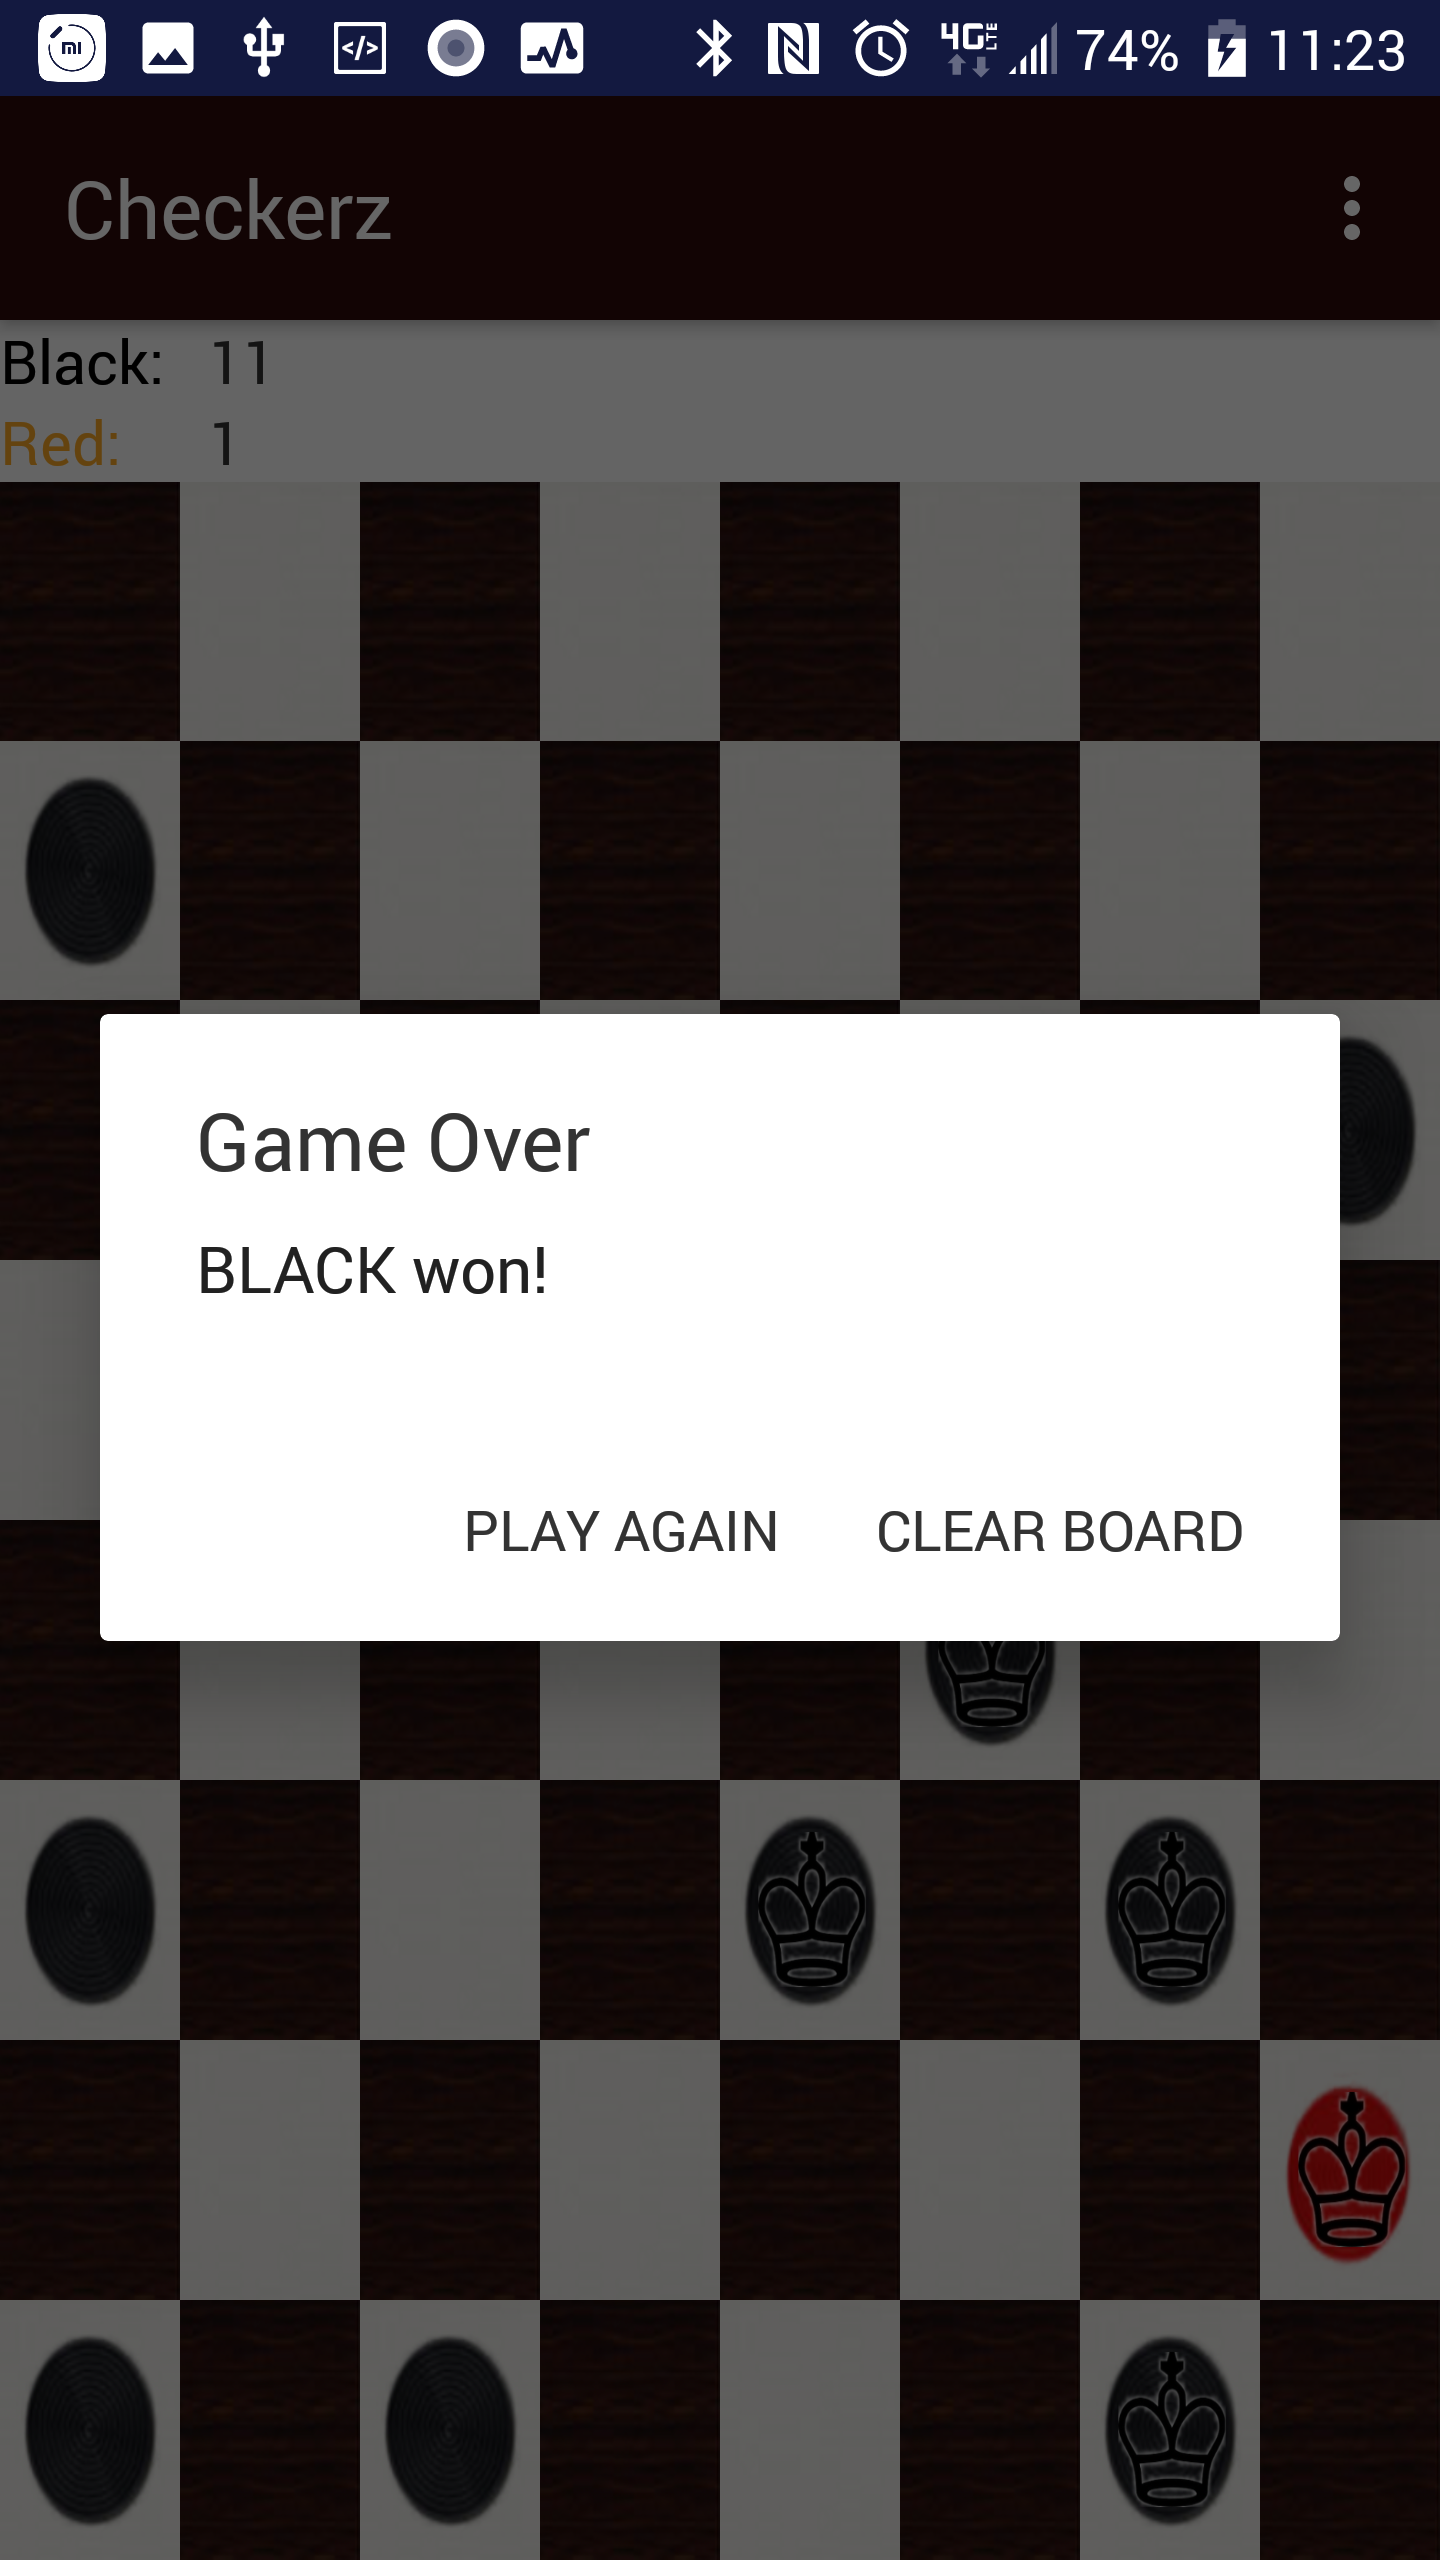 74% 11:23
Checkerz
Black: 11
Red: 1
Game Over
BLACK won!
PLAY AGAIN CLEAR BOARD